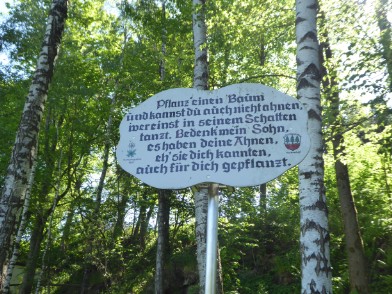 Pflanz' einen Baum
und kannst du auch nicht ahnen,
wer einst in seinem Schatten
tanzt. Bedenk mein Sohn,
es haben deine Ahnen,
eh' sie dich kannten,
auch für dich gepflanzt.